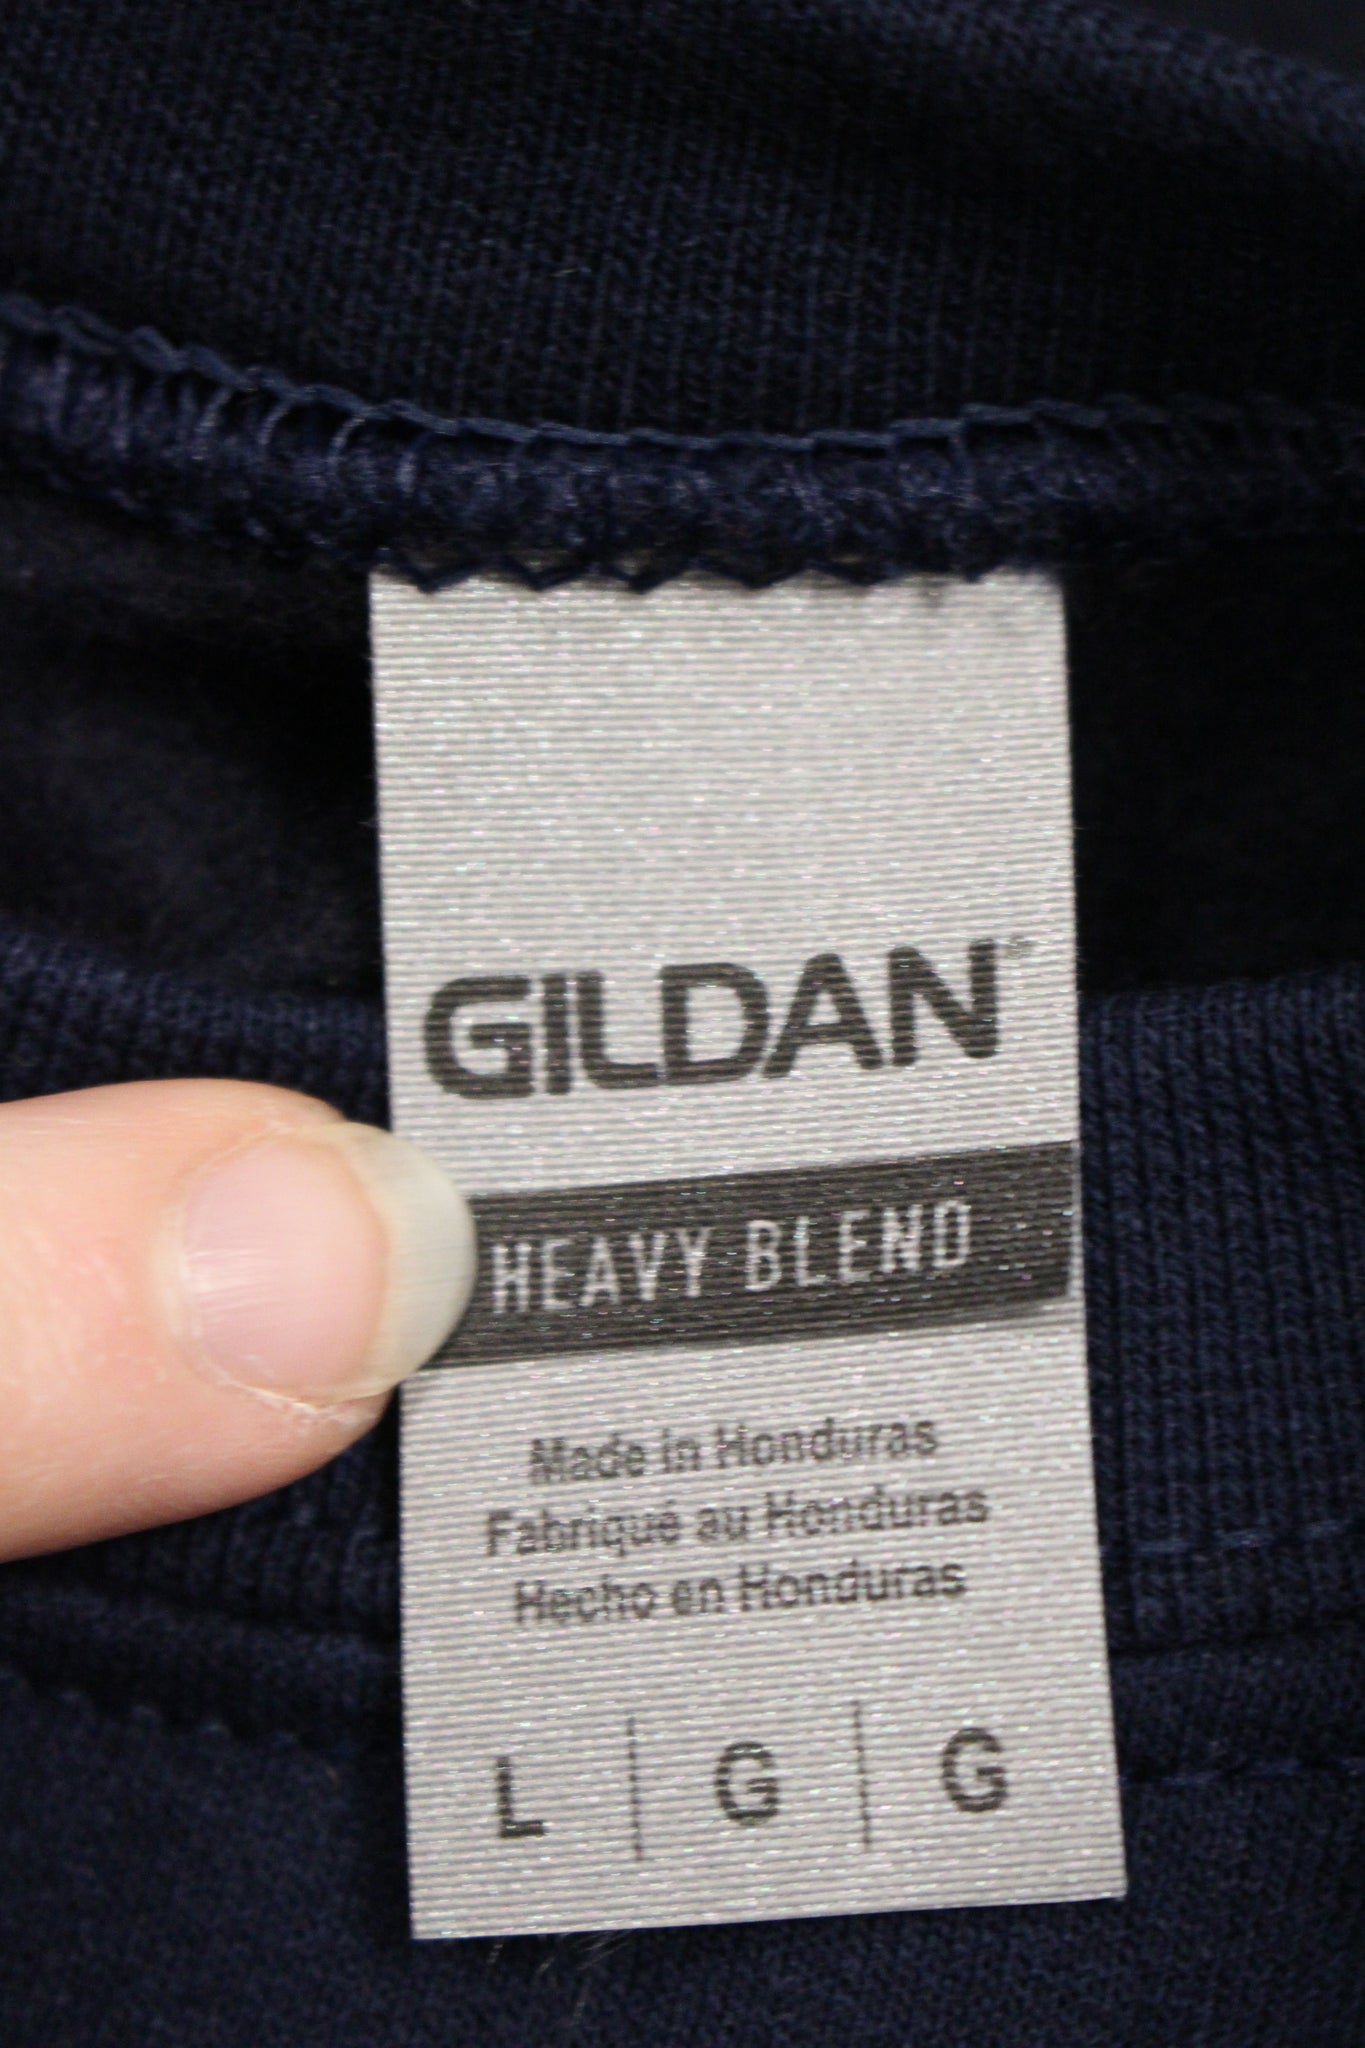 GILDAN®
HEAVY BLEND
Made in Honduras
Fabriqué au Honduras
Hecho en Honduras
L | G | G